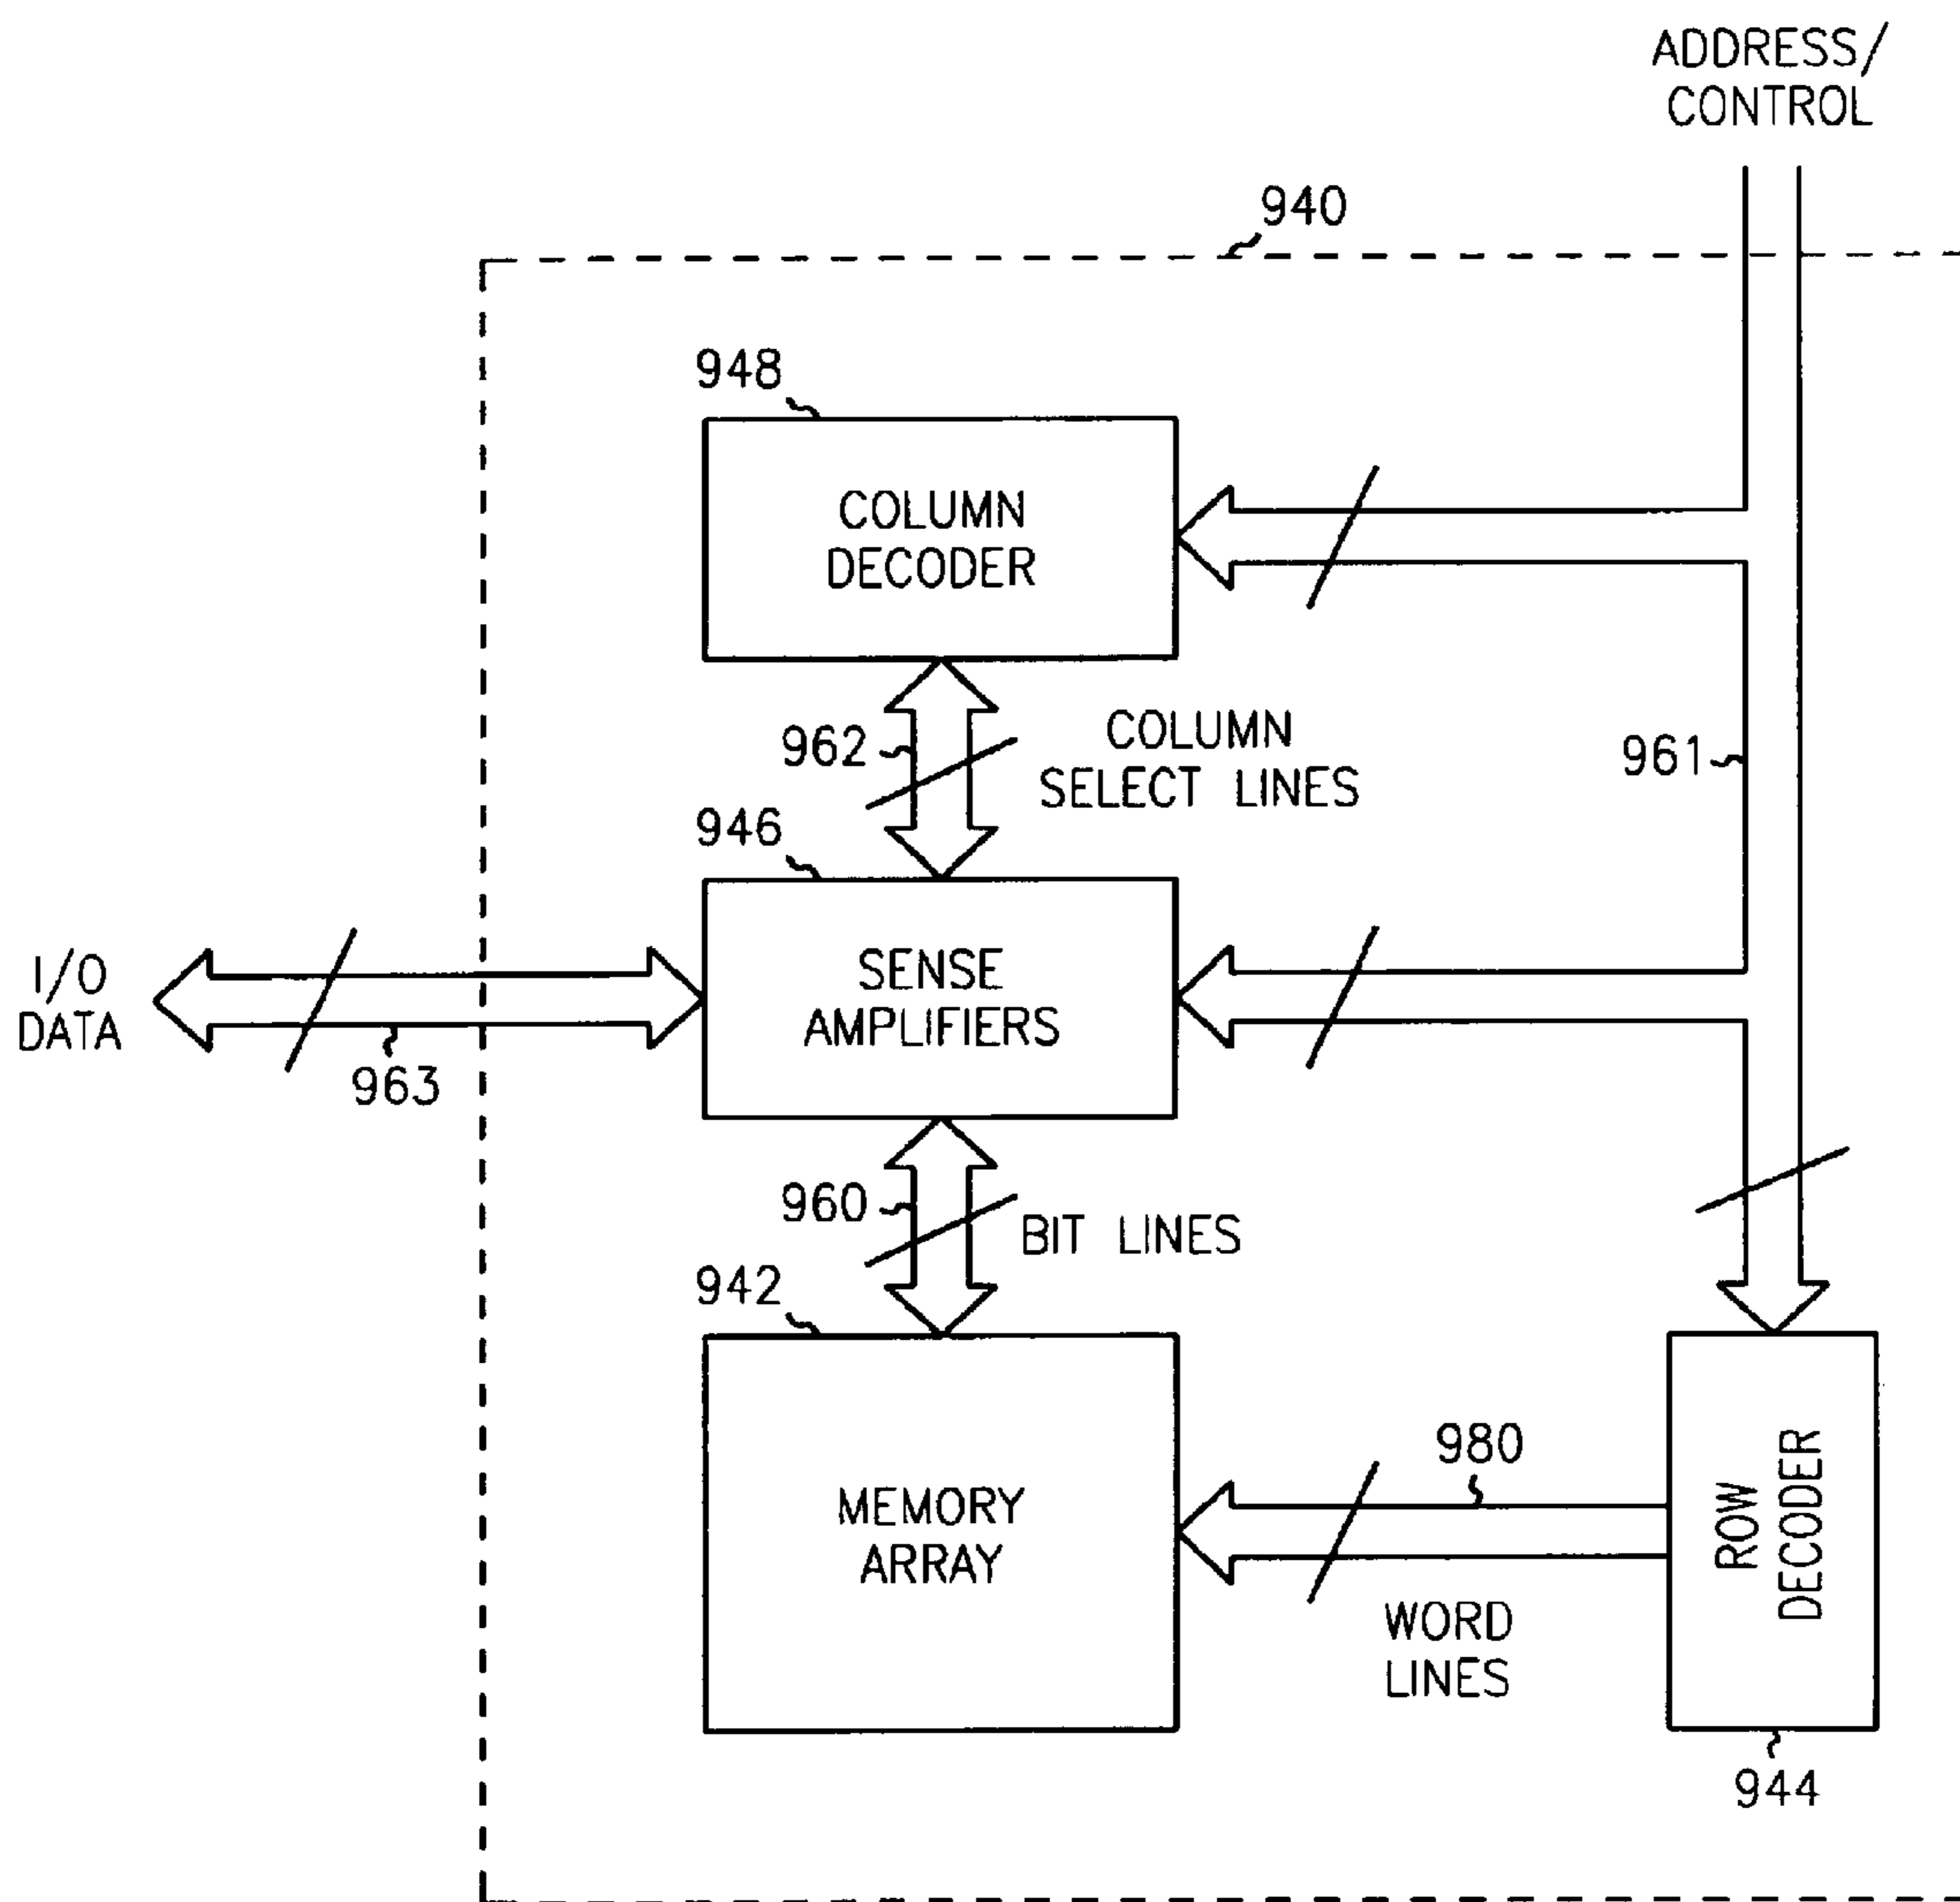 ADDRESS/
CONTROL
940
948
COLUMN
DECODER
962
COLUMN
SELECT LINES
961
946
I/O
DATA
SENSE
AMPLIFIERS
963
960
BIT LINES
942
MEMORY
ARRAY
980
WORD
LINES
ROW
DECODER
944